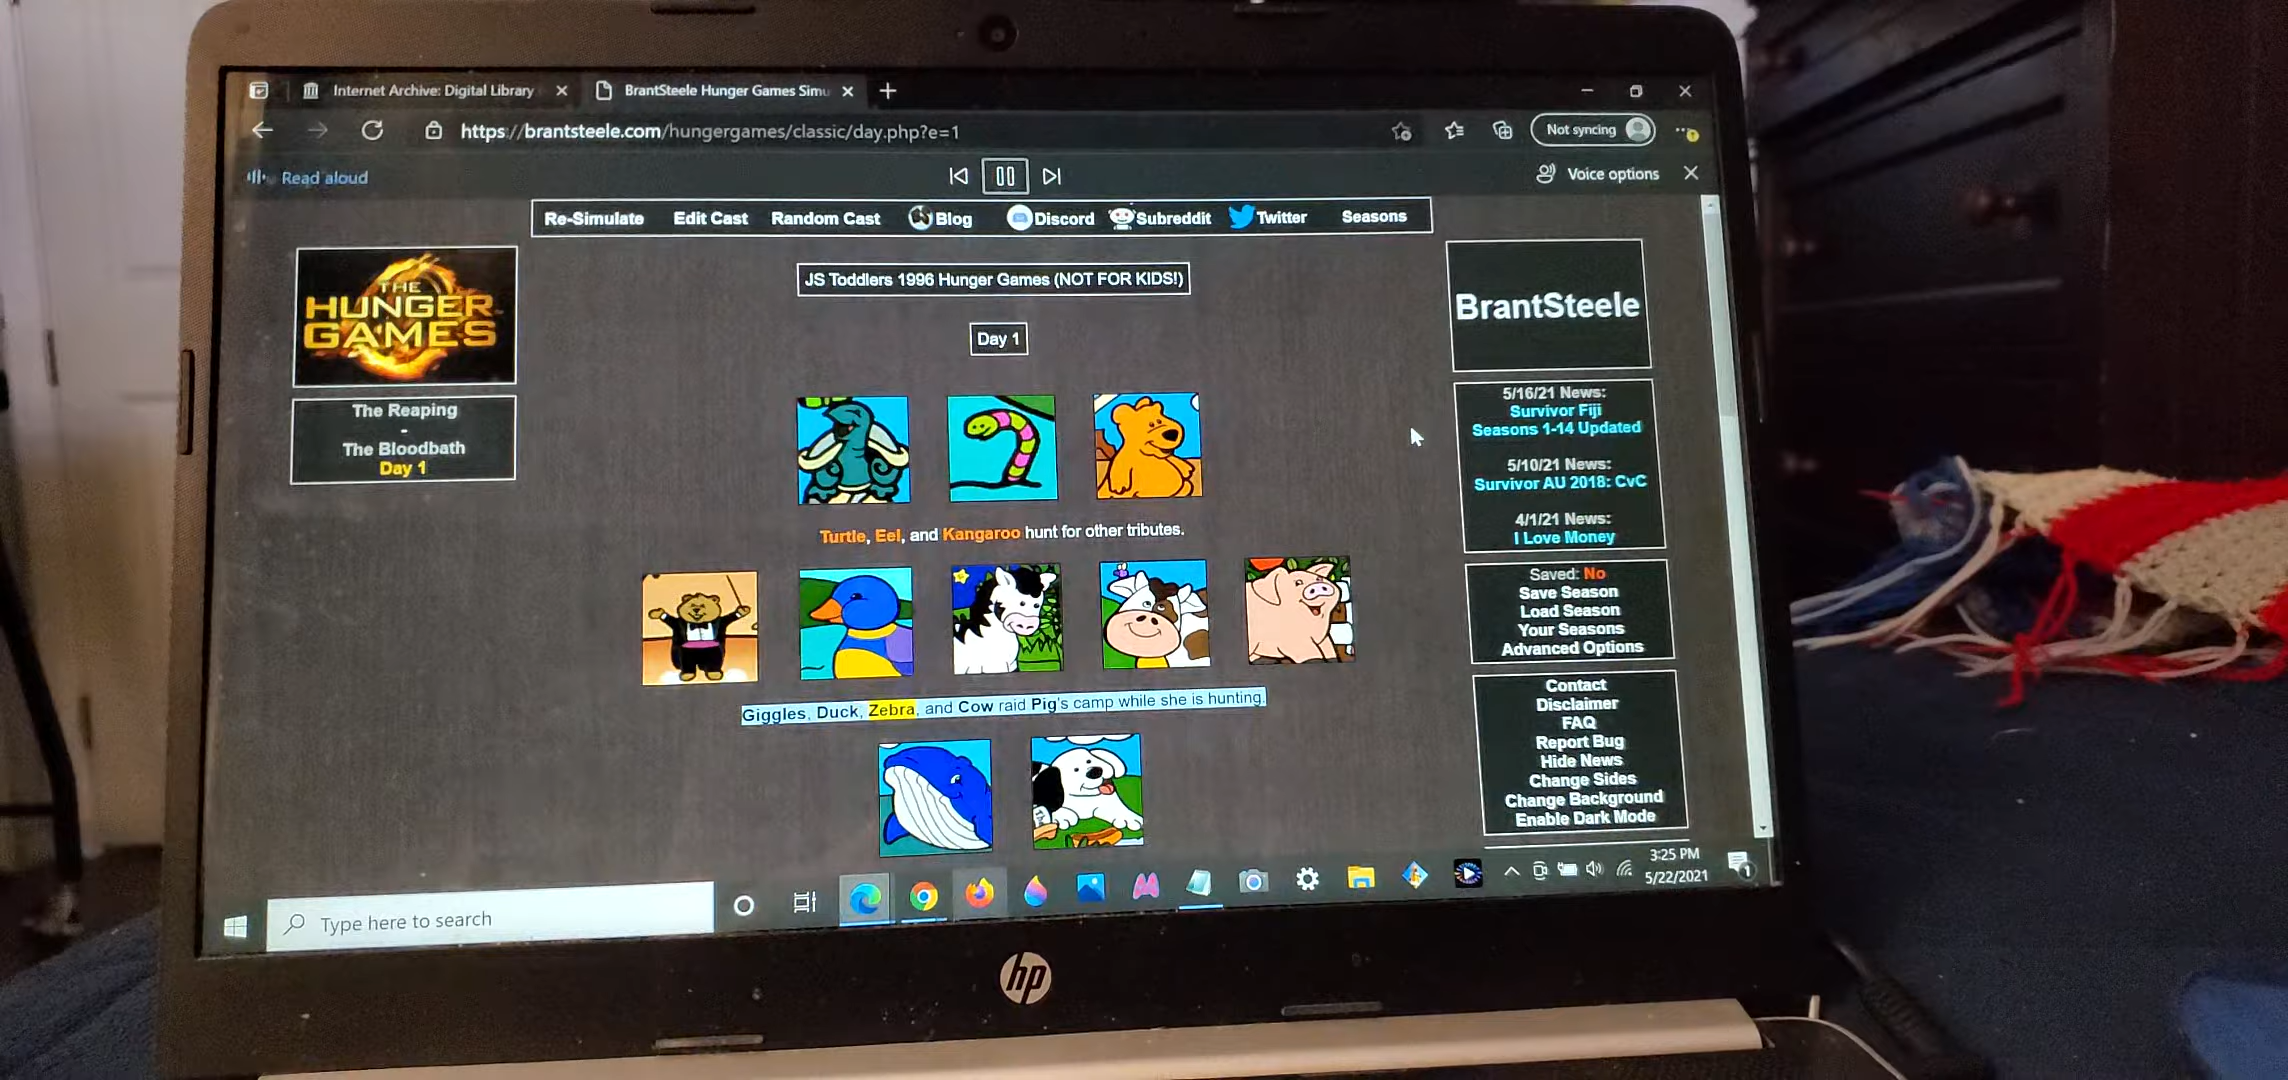 Internet Archive: Digital Library
BrantSteele Hunger Games Simu
https://brantsteele.com/hungergames/classic/day.php?e=1
Not syncing
Read aloud
Voice options
Re-Simulate
Edit Cast
Random Cast
Blog
Discord
Subreddit
Twitter
Seasons
THE
HUNGER
GAMES
The Reaping
-
The Bloodbath
Day 1
JS Toddlers 1996 Hunger Games (NOT FOR KIDS!)
Day 1
Turtle, Eel, and Kangaroo hunt for other tributes.
Giggles, Duck, Zebra, and Cow raid Pig's camp while she is hunting.
BrantSteele
5/16/21 News:
Survivor Fiji
Seasons 1-14 Updated
5/10/21 News:
Survivor AU 2018: CvC
4/1/21 News:
I Love Money
Saved: No
Save Season
Load Season
Your Seasons
Advanced Options
Contact
Disclaimer
FAQ
Report Bug
Hide News
Change Sides
Change Background
Enable Dark Mode
Type here to search
3:25 PM
5/22/2021
1
hp